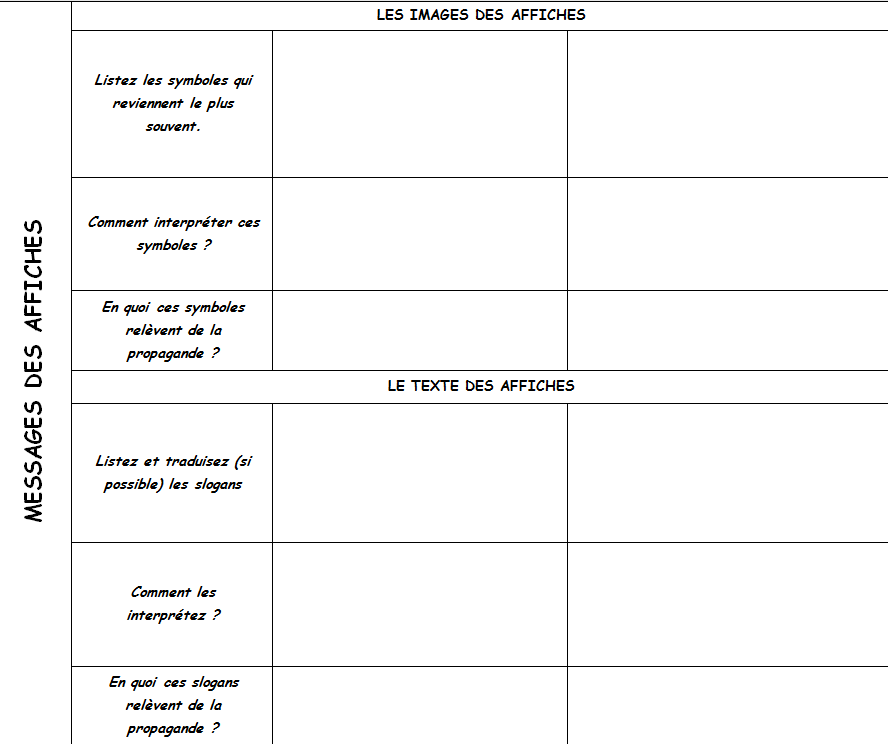 LES IMAGES DES AFFICHES
Listez les symboles qui
reviennent le plus
souvent.
Comment interpréter ces
symboles ?
En quoi ces symboles
relèvent de la
propagande ?
MESSAGES DES AFFICHES
LE TEXTE DES AFFICHES
Listez et traduisez (si
possible) les slogans
Comment les
interprétez ?
En quoi ces slogans
relèvent de la
propagande ?